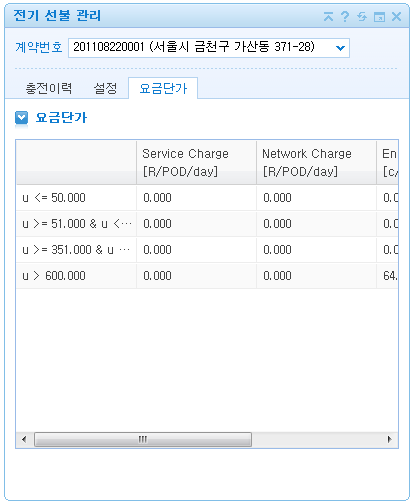 전기 선불 관리
계약번호 201108220001 (서울시 금천구 가산동 371-28)
충전이력 설정 요금단가
요금단가
Service Charge Network Charge En
[R/POD/day] [R/POD/day] [c/
u <= 50.000 0.000 0.000 0.0
u >= 51.000 & u <··· 0.000 0.000 0.0
u >= 351.000 & u ··· 0.000 0.000 0.0
u > 600.000 0.000 0.000 64.